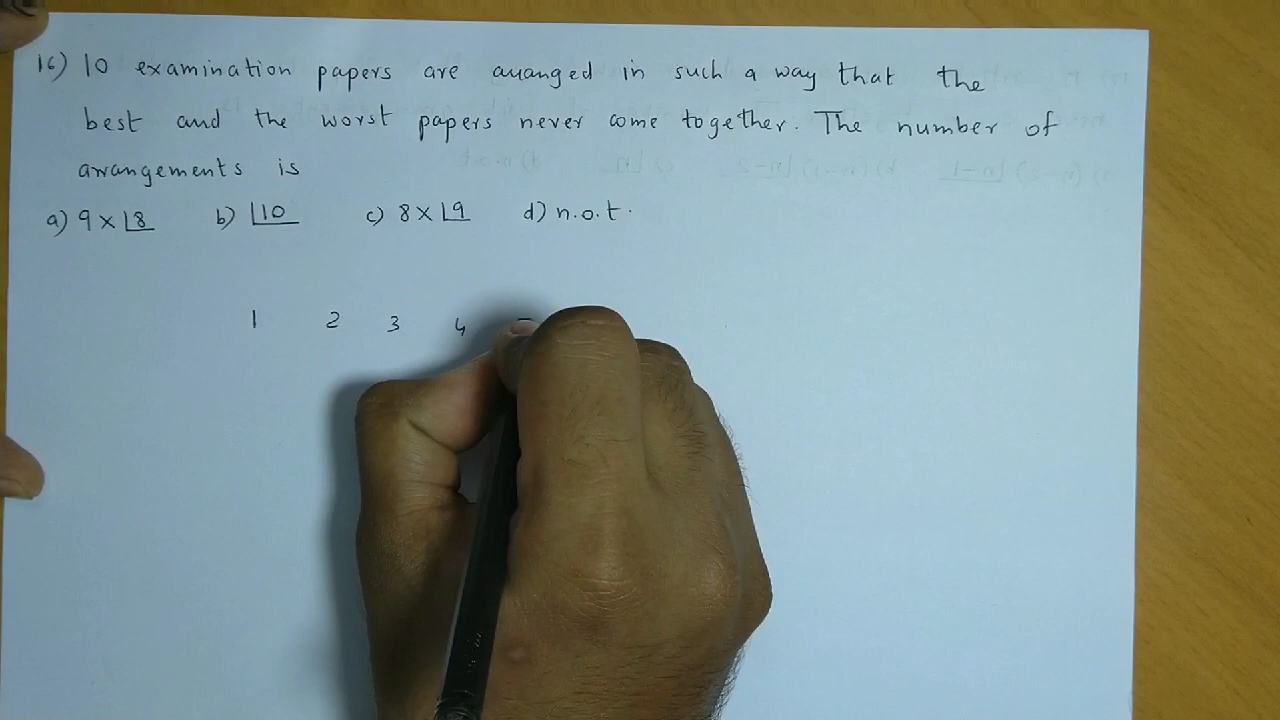 16) 10 examination papers are arranged in such a way that the
best and the worst papers never come together. The number of
arrangements is
a) 9 × ⌊8 b) ⌊10 c) 8 × ⌊9 d) n.o.t.
1 2 3 4